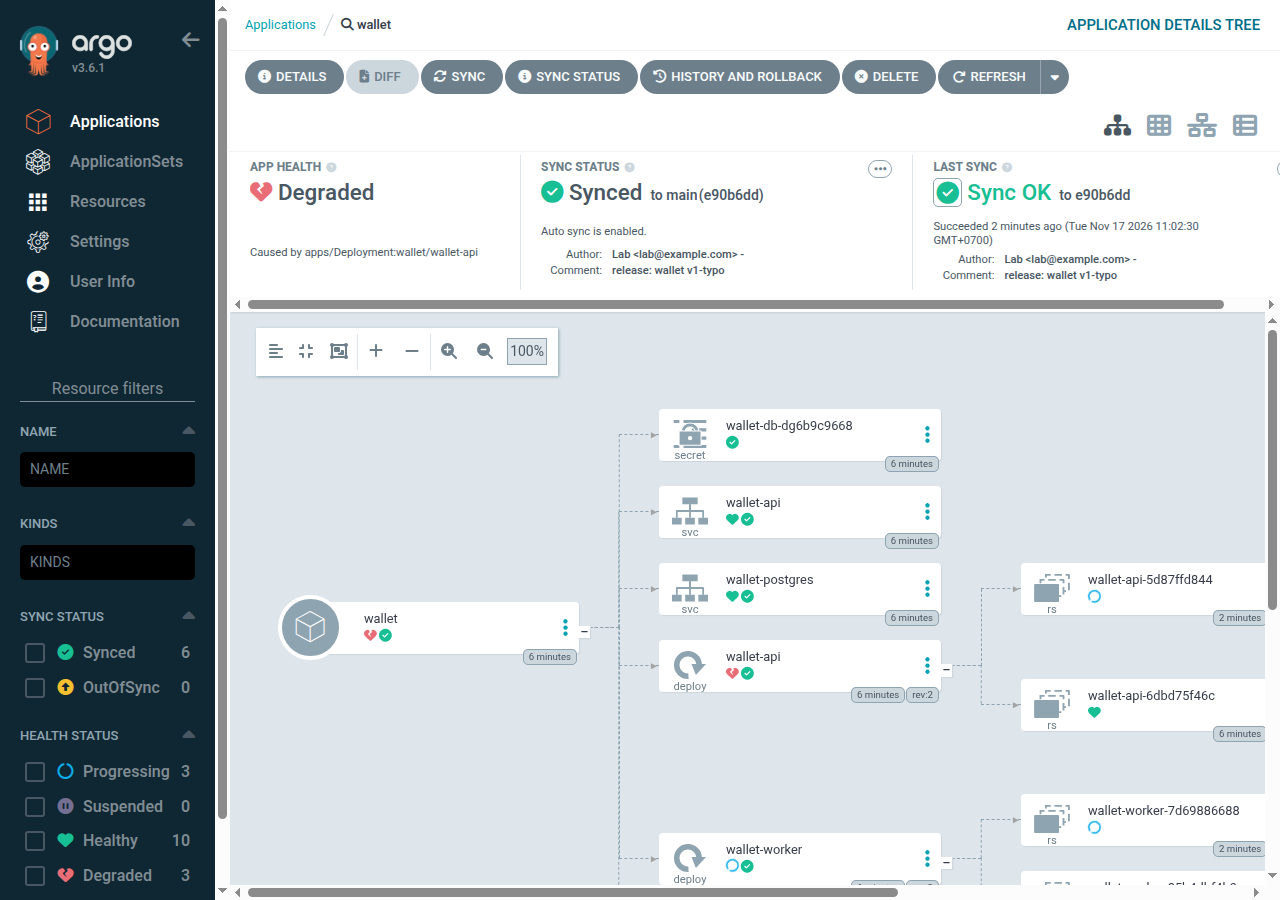 argo
v3.6.1
Applications
ApplicationSets
Resources
Settings
User Info
Documentation
Resource filters
NAME
NAME
KINDS
KINDS
SYNC STATUS
Synced 6
OutOfSync 0
HEALTH STATUS
Progressing 3
Suspended 0
Healthy 10
Degraded 3
Applications / wallet
APPLICATION DETAILS TREE
DETAILS
DIFF
SYNC
SYNC STATUS
HISTORY AND ROLLBACK
DELETE
REFRESH
APP HEALTH
Degraded
Caused by apps/Deployment:wallet/wallet-api
SYNC STATUS
Synced to main (e90b6dd)
Auto sync is enabled.
Author: Lab <lab@example.com> -
Comment: release: wallet v1-typo
LAST SYNC
Sync OK to e90b6dd
Succeeded 2 minutes ago (Tue Nov 17 2026 11:02:30
GMT+0700)
Author: Lab <lab@example.com> -
Comment: release: wallet v1-typo
100%
wallet
6 minutes
wallet-db-dg6b9c9668
secret
6 minutes
wallet-api
svc
6 minutes
wallet-postgres
svc
6 minutes
wallet-api
deploy
6 minutes rev:2
wallet-worker
deploy
wallet-api-5d87ffd844
rs
2 minutes
wallet-api-6dbd75f46c
rs
6 minutes
wallet-worker-7d69886688
rs
2 minutes